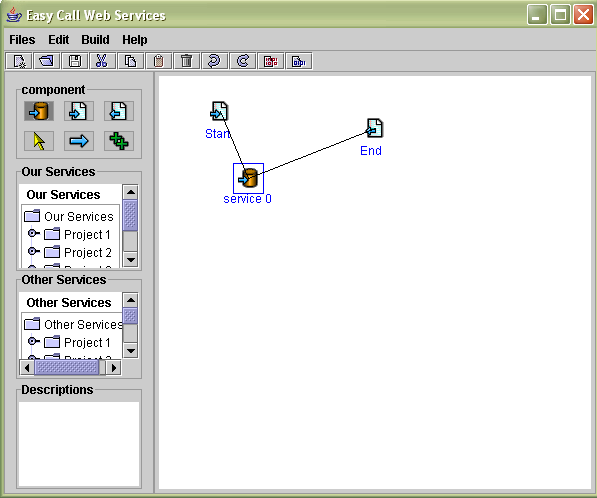 Easy Call Web Services
Files Edit Build Help
component
Our Services
Our Services
Our Services
Project 1
Project 2
Other Services
Other Services
Other Services
Project 1
Descriptions
Start
End
service 0